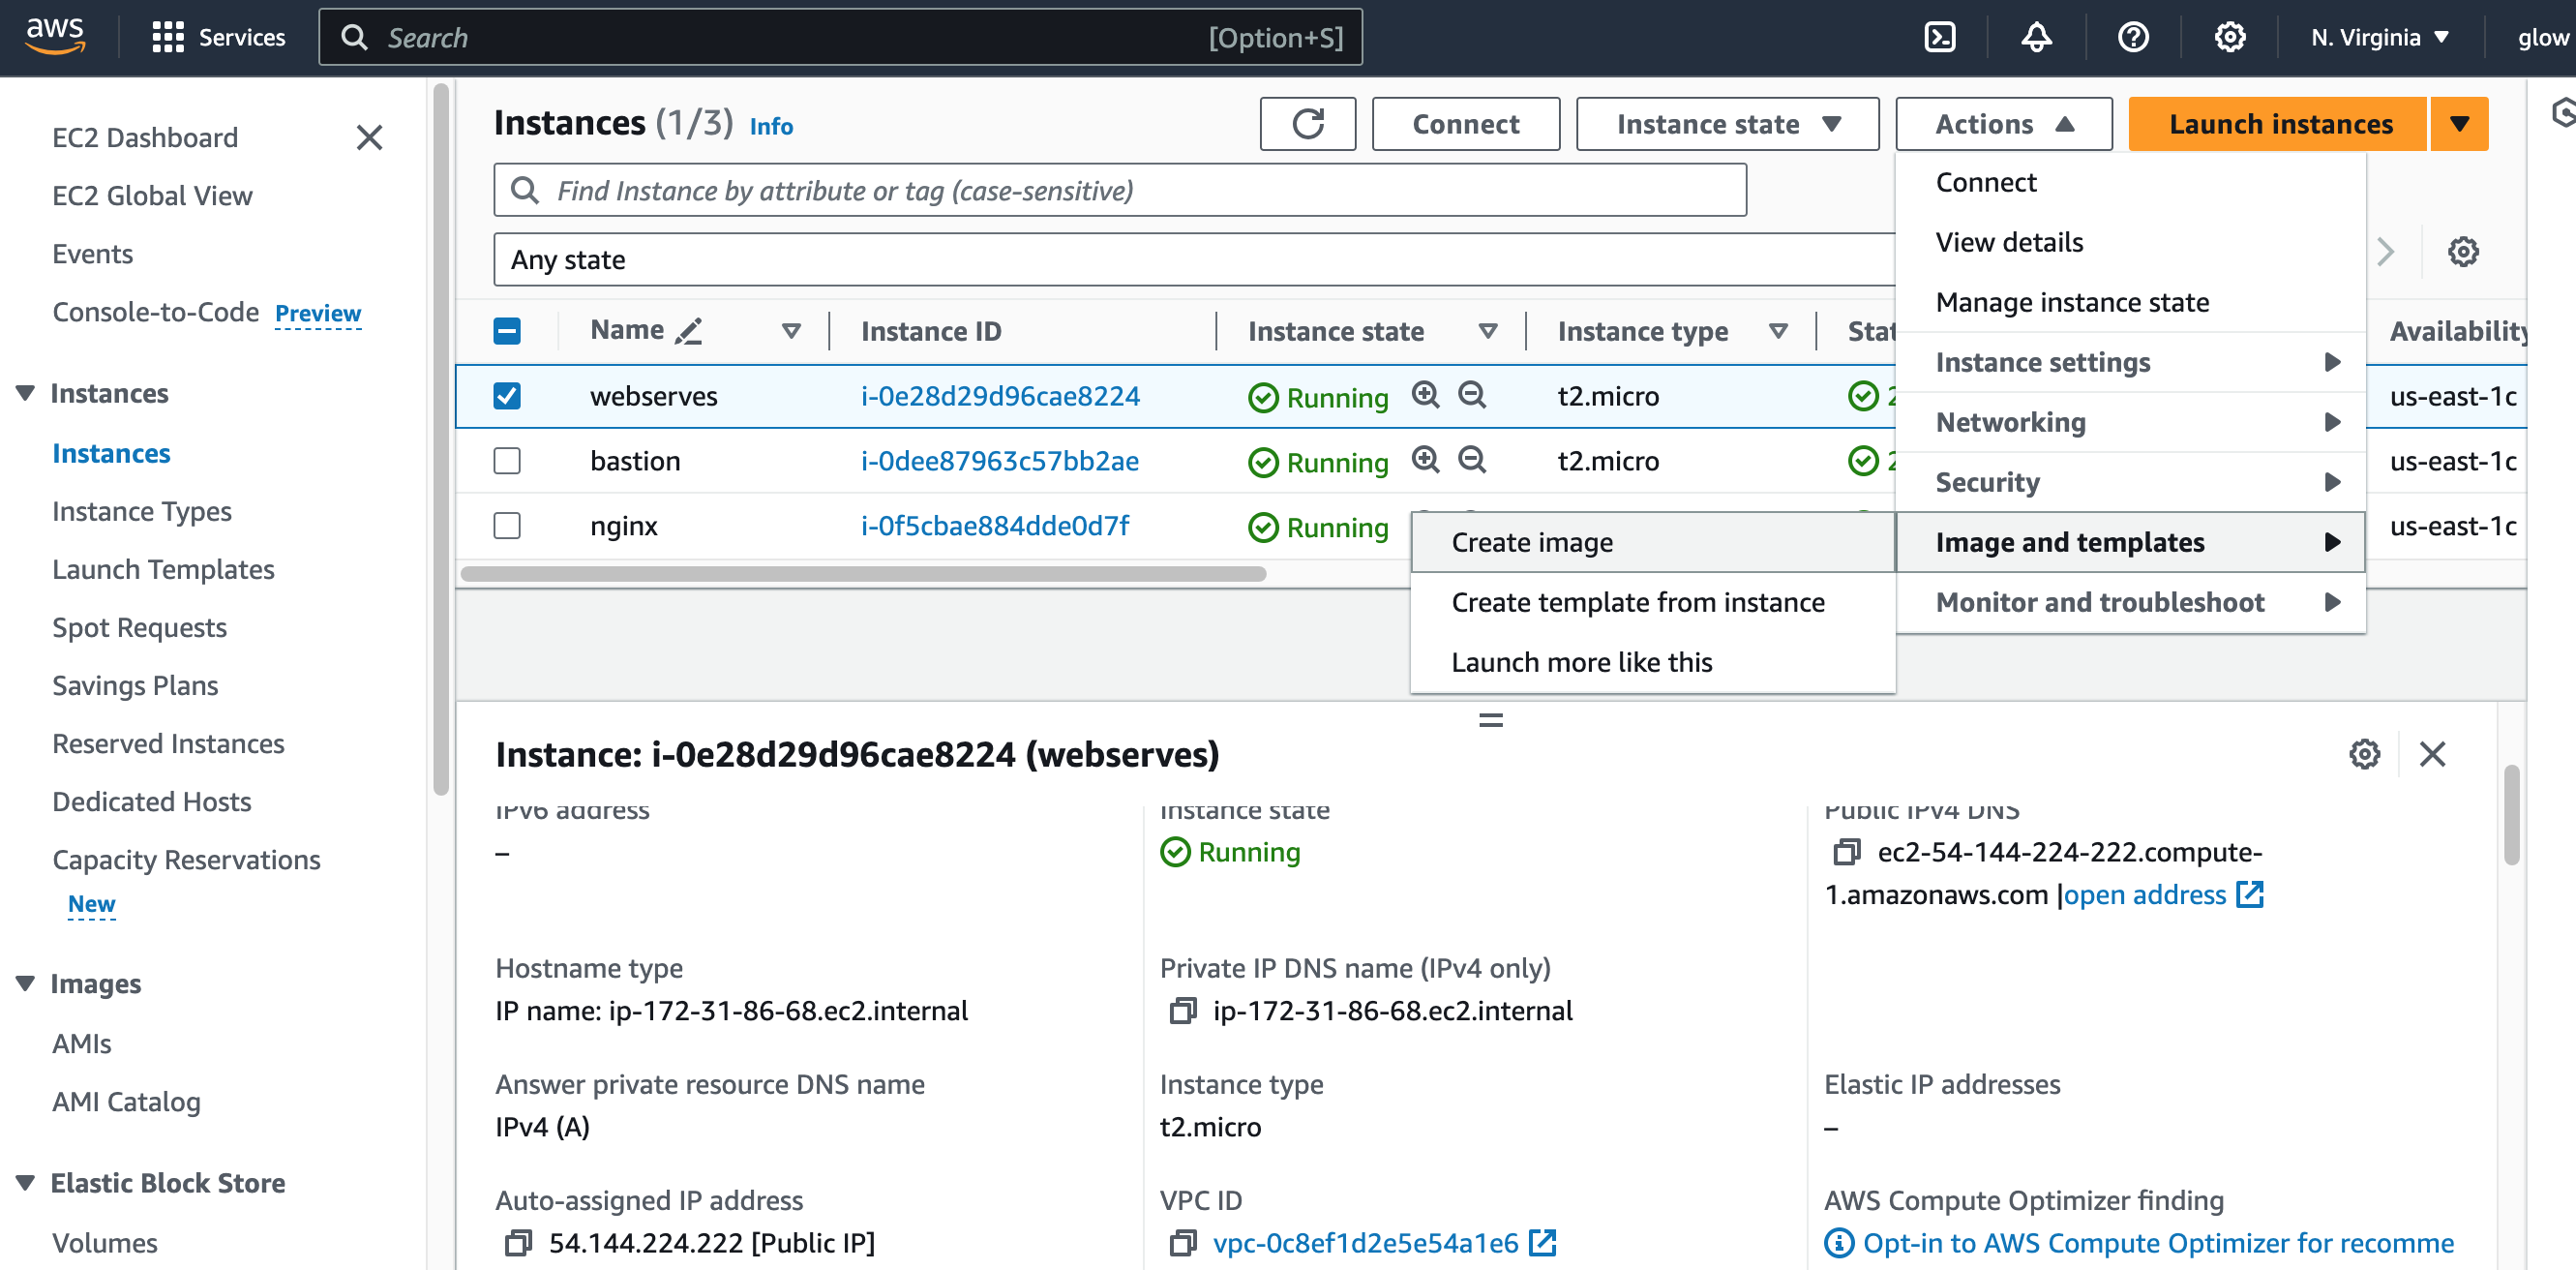 aws
Services
Search
[Option+S]
N. Virginia
glow
EC2 Dashboard
EC2 Global View
Events
Console-to-Code Preview
Instances
Instances
Instance Types
Launch Templates
Spot Requests
Savings Plans
Reserved Instances
Dedicated Hosts
Capacity Reservations
New
Images
AMIs
AMI Catalog
Elastic Block Store
Volumes
Instances (1/3) Info
Connect
Instance state
Actions
Launch instances
Find Instance by attribute or tag (case-sensitive)
Any state
Name
Instance ID
Instance state
Instance type
Stat
Availability
webserves i-0e28d29d96cae8224 Running t2.micro 2 us-east-1c
bastion i-0dee87963c57bb2ae Running t2.micro 2 us-east-1c
nginx i-0f5cbae884dde0d7f Running us-east-1c
Connect
View details
Manage instance state
Instance settings
Networking
Security
Image and templates
Monitor and troubleshoot
Create image
Create template from instance
Launch more like this
Instance: i-0e28d29d96cae8224 (webserves)
IPv6 address
–
Instance state
Running
Public IPv4 DNS
ec2-54-144-224-222.compute-
1.amazonaws.com |open address
Hostname type
IP name: ip-172-31-86-68.ec2.internal
Private IP DNS name (IPv4 only)
ip-172-31-86-68.ec2.internal
Answer private resource DNS name
IPv4 (A)
Instance type
t2.micro
Elastic IP addresses
–
Auto-assigned IP address
54.144.224.222 [Public IP]
VPC ID
vpc-0c8ef1d2e5e54a1e6
AWS Compute Optimizer finding
Opt-in to AWS Compute Optimizer for recomme